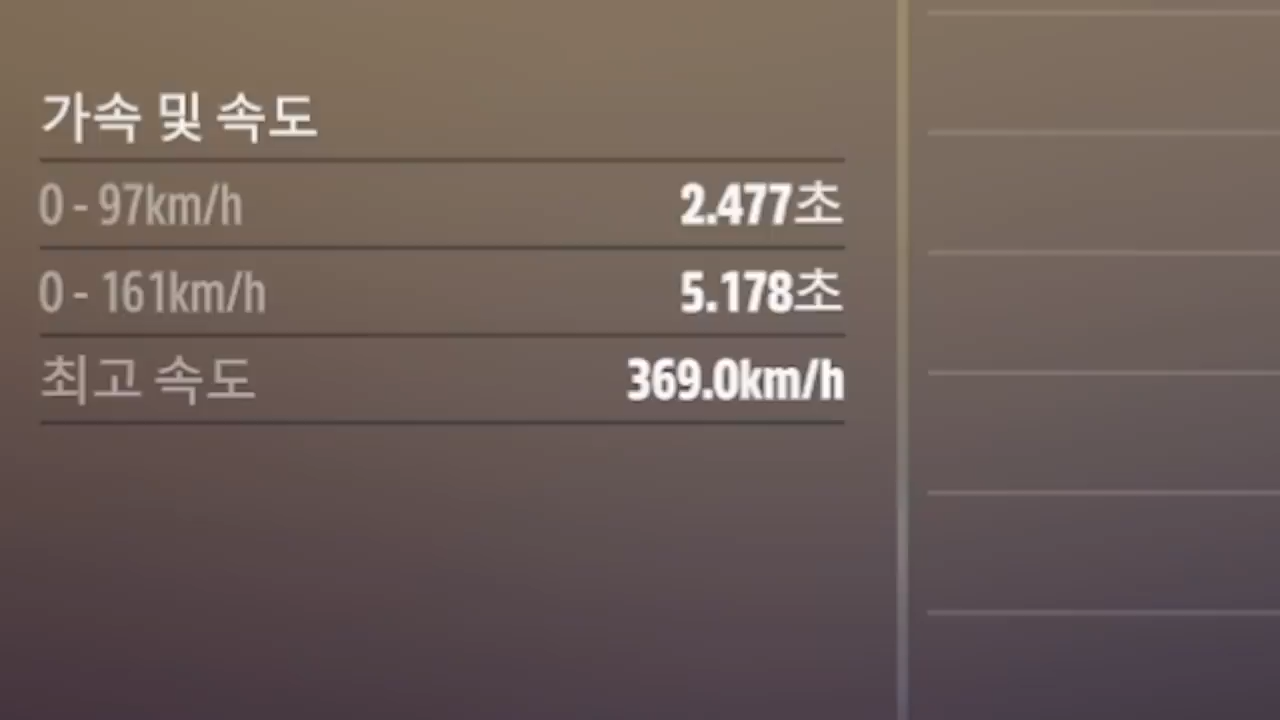 가속 및 속도
0 - 97km/h 2.477초
0 - 161km/h 5.178초
최고 속도 369.0km/h